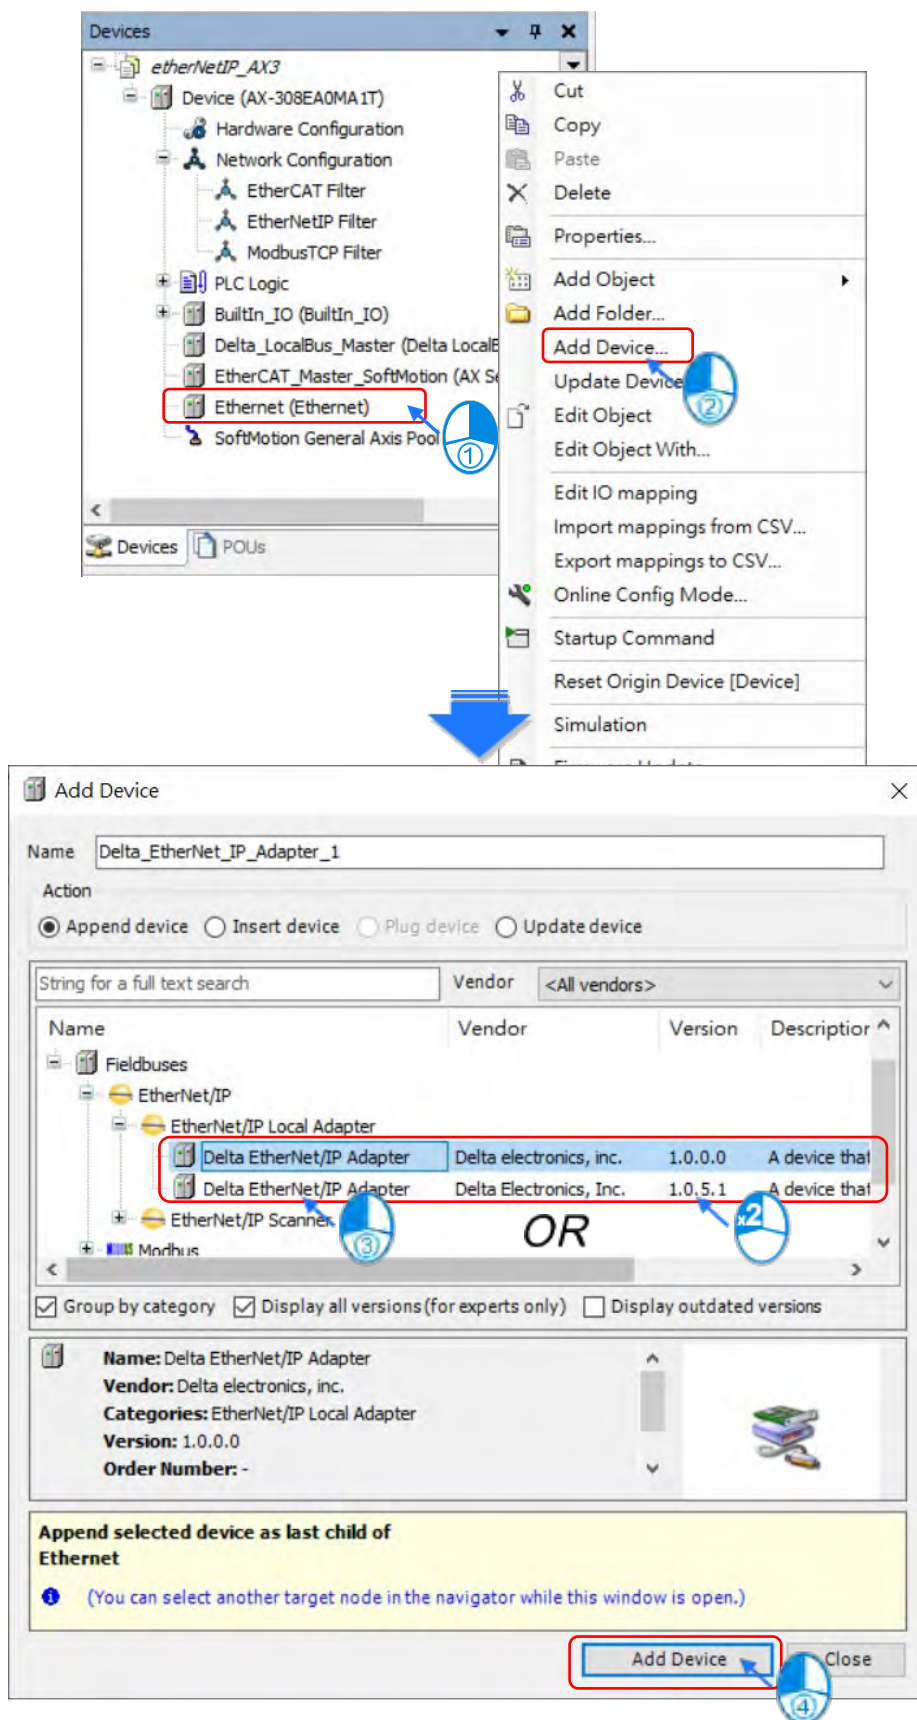 Devices
etherNetIP_AX3
Device (AX-308EA0MA1T)
Hardware Configuration
Network Configuration
EtherCAT Filter
EtherNetIP Filter
ModbusTCP Filter
PLC Logic
BuiltIn_IO (BuiltIn_IO)
Delta_LocalBus_Master (Delta LocalB
EtherCAT_Master_SoftMotion (AX Se
Ethernet (Ethernet)
SoftMotion General Axis Pool
①
Devices
POUs
Cut
Copy
Paste
Delete
Properties...
Add Object
Add Folder...
Add Device...
Update Device
②
Edit Object
Edit Object With...
Edit IO mapping
Import mappings from CSV...
Export mappings to CSV...
Online Config Mode...
Startup Command
Reset Origin Device [Device]
Simulation
Add Device
Name Delta_EtherNet_IP_Adapter_1
Action
Append device Insert device Plug device Update device
String for a full text search Vendor <All vendors>
Name Vendor Version Description
Fieldbuses
EtherNet/IP
EtherNet/IP Local Adapter
Delta EtherNet/IP Adapter Delta electronics, inc. 1.0.0.0 A device that
Delta EtherNet/IP Adapter Delta Electronics, Inc. 1.0.5.1 A device that
EtherNet/IP Scanner
③ OR x2
Modbus
Group by category Display all versions (for experts only) Display outdated versions
Name: Delta EtherNet/IP Adapter
Vendor: Delta electronics, inc.
Categories: EtherNet/IP Local Adapter
Version: 1.0.0.0
Order Number: -
Append selected device as last child of
Ethernet
(You can select another target node in the navigator while this window is open.)
Add Device Close
④